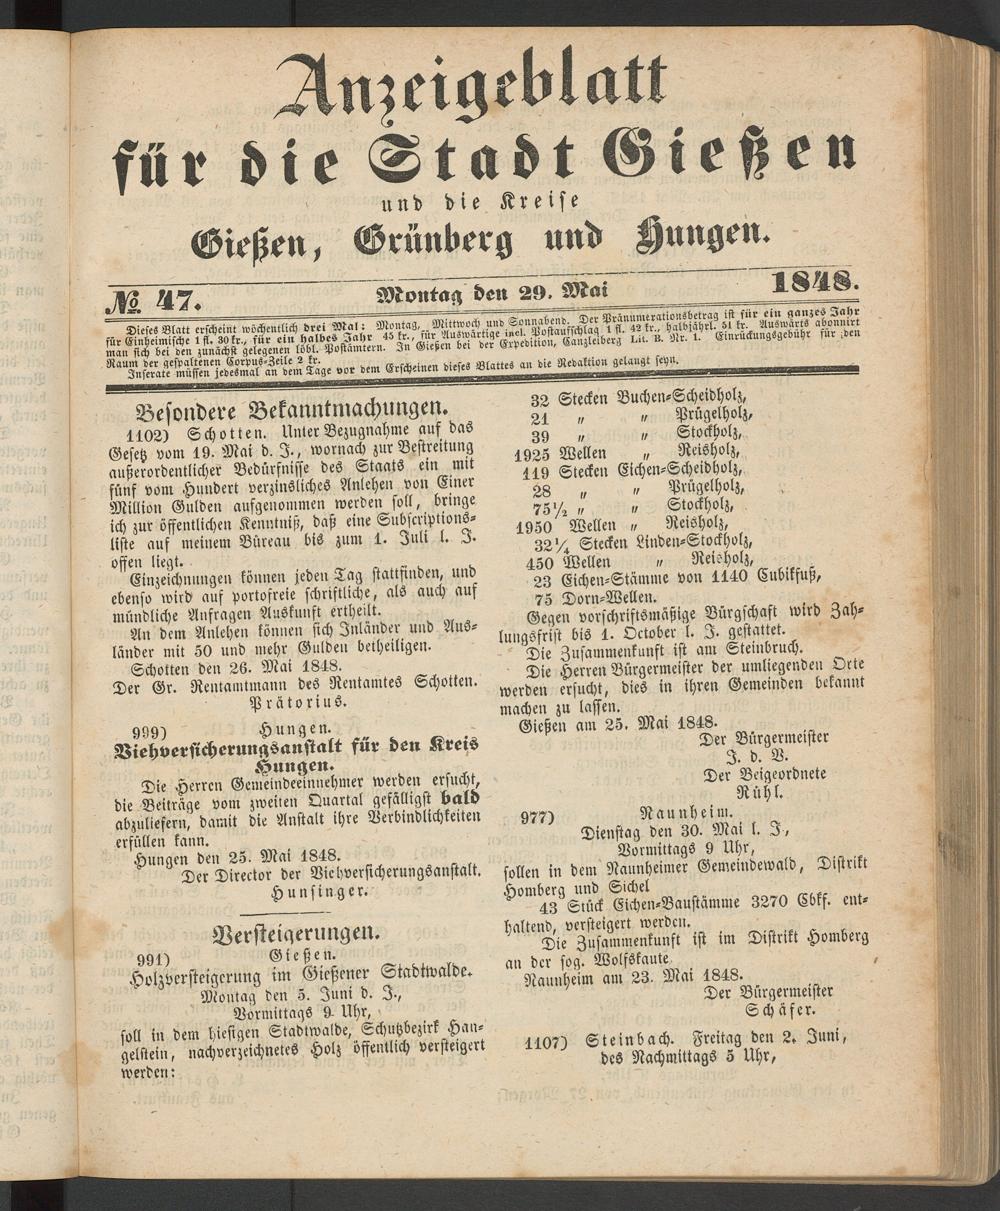 Anzeigeblatt
für die Stadt Gießen
und die Kreise
Gießen, Grünberg und Hungen.
№ 47. Montag den 29. Mai 1848.
Dieses Blatt erscheint wöchentlich drei Mal: Montag, Mittwoch und Sonnabend. Der Pränumerationsbetrag ist für ein ganzes Jahr
für Einheimische 1 fl. 30 kr., für ein halbes Jahr 45 kr., für Auswärtige incl. Postaufschlag 1 fl. 42 kr., halbjährl. 51 kr. Auswärts abonnirt
man sich bei den zunächst gelegenen löbl. Postämtern. In Gießen bei der Expedition, Canzleiberg Lit. B. Nr. 1. Einrückungsgebühr für den
Raum der gespaltenen Corpus-Zeile 2 kr.
Inserate müssen jedesmal an dem Tage vor dem Erscheinen dieses Blattes an die Redaktion gelangt seyn.
Besondere Bekanntmachungen.
1102) Schotten. Unter Bezugnahme auf das
Gesetz vom 19. Mai d. J., wornach zur Bestreitung
außerordentlicher Bedürfnisse des Staats ein mit
fünf vom Hundert verzinsliches Anlehen von Einer
Million Gulden aufgenommen werden soll, bringe
ich zur öffentlichen Kenntniß, daß eine Subscriptions-
liste auf meinem Büreau bis zum 1. Juli l. J.
offen liegt.
Einzeichnungen können jeden Tag stattfinden, und
ebenso wird auf portofreie schriftliche, als auch auf
mündliche Anfragen Auskunft ertheilt.
An dem Anlehen können sich Inländer und Aus-
länder mit 50 und mehr Gulden betheiligen.
Schotten den 26. Mai 1848.
Der Gr. Rentamtmann des Rentamtes Schotten.
Prätorius.
999) Hungen.
Viehversicherungsanstalt für den Kreis
Hungen.
Die Herren Gemeindeeinnehmer werden ersucht,
die Beiträge vom zweiten Quartal gefälligst bald
abzuliefern, damit die Anstalt ihre Verbindlichkeiten
erfüllen kann.
Hungen den 25. Mai 1848.
Der Director der Viehversicherungsanstalt.
Hunsinger.
Versteigerungen.
991) Gießen.
Holzversteigerung im Gießener Stadtwalde.
Montag den 5. Juni d. J.,
Vormittags 9 Uhr,
soll in dem hiesigen Stadtwalde, Schutzbezirk Han-
gelstein, nachverzeichnetes Holz öffentlich versteigert
werden:
32 Stecken Buchen-Scheidholz,
21 " " Prügelholz,
39 " " Stockholz,
1925 Wellen " Reisholz,
119 Stecken Eichen-Scheidholz,
28 " " Prügelholz,
75½ " " Stockholz,
1950 Wellen " Reisholz,
32¼ Stecken Linden-Stockholz,
450 Wellen " Reisholz,
23 Eichen-Stämme von 1140 Cubikfuß,
75 Dorn-Wellen.
Gegen vorschriftsmäßige Bürgschaft wird Zah-
lungsfrist bis 1. October l. J. gestattet.
Die Zusammenkunft ist am Steinbruch.
Die Herren Bürgermeister der umliegenden Orte
werden ersucht, dies in ihren Gemeinden bekannt
machen zu lassen.
Gießen am 25. Mai 1848.
Der Bürgermeister
J. d. V.
Der Beigeordnete
Rühl.
977) Naunheim.
Dienstag den 30. Mai l. J,
Vormittags 9 Uhr,
sollen in dem Naunheimer Gemeindewald, Distrikt
Homberg und Sichel
43 Stück Eichen-Baustämme 3270 Cbkf. ent-
haltend, versteigert werden.
Die Zusammenkunft ist im Distrikt Homberg
an der sog. Wolfskaute
Naunheim am 23. Mai 1848.
Der Bürgermeister
Schäfer.
1107) Steinbach. Freitag den 2. Juni,
des Nachmittags 5 Uhr,